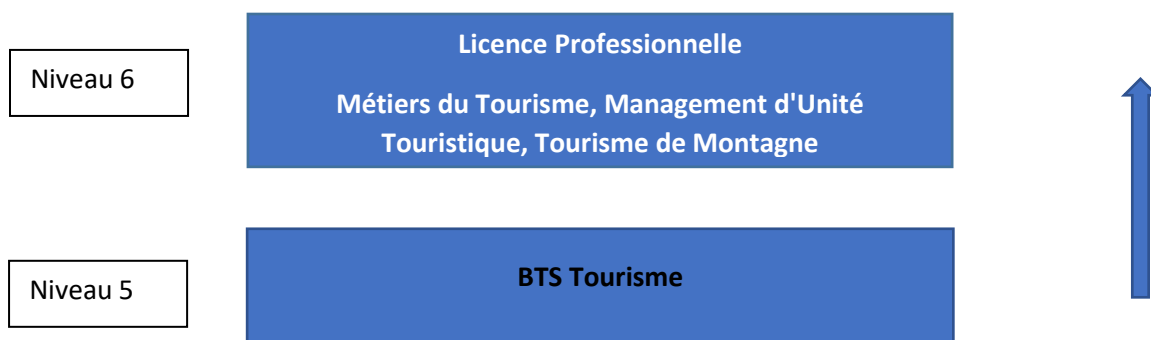 Niveau 6
Licence Professionnelle
Métiers du Tourisme, Management d'Unité
Touristique, Tourisme de Montagne
Niveau 5
BTS Tourisme